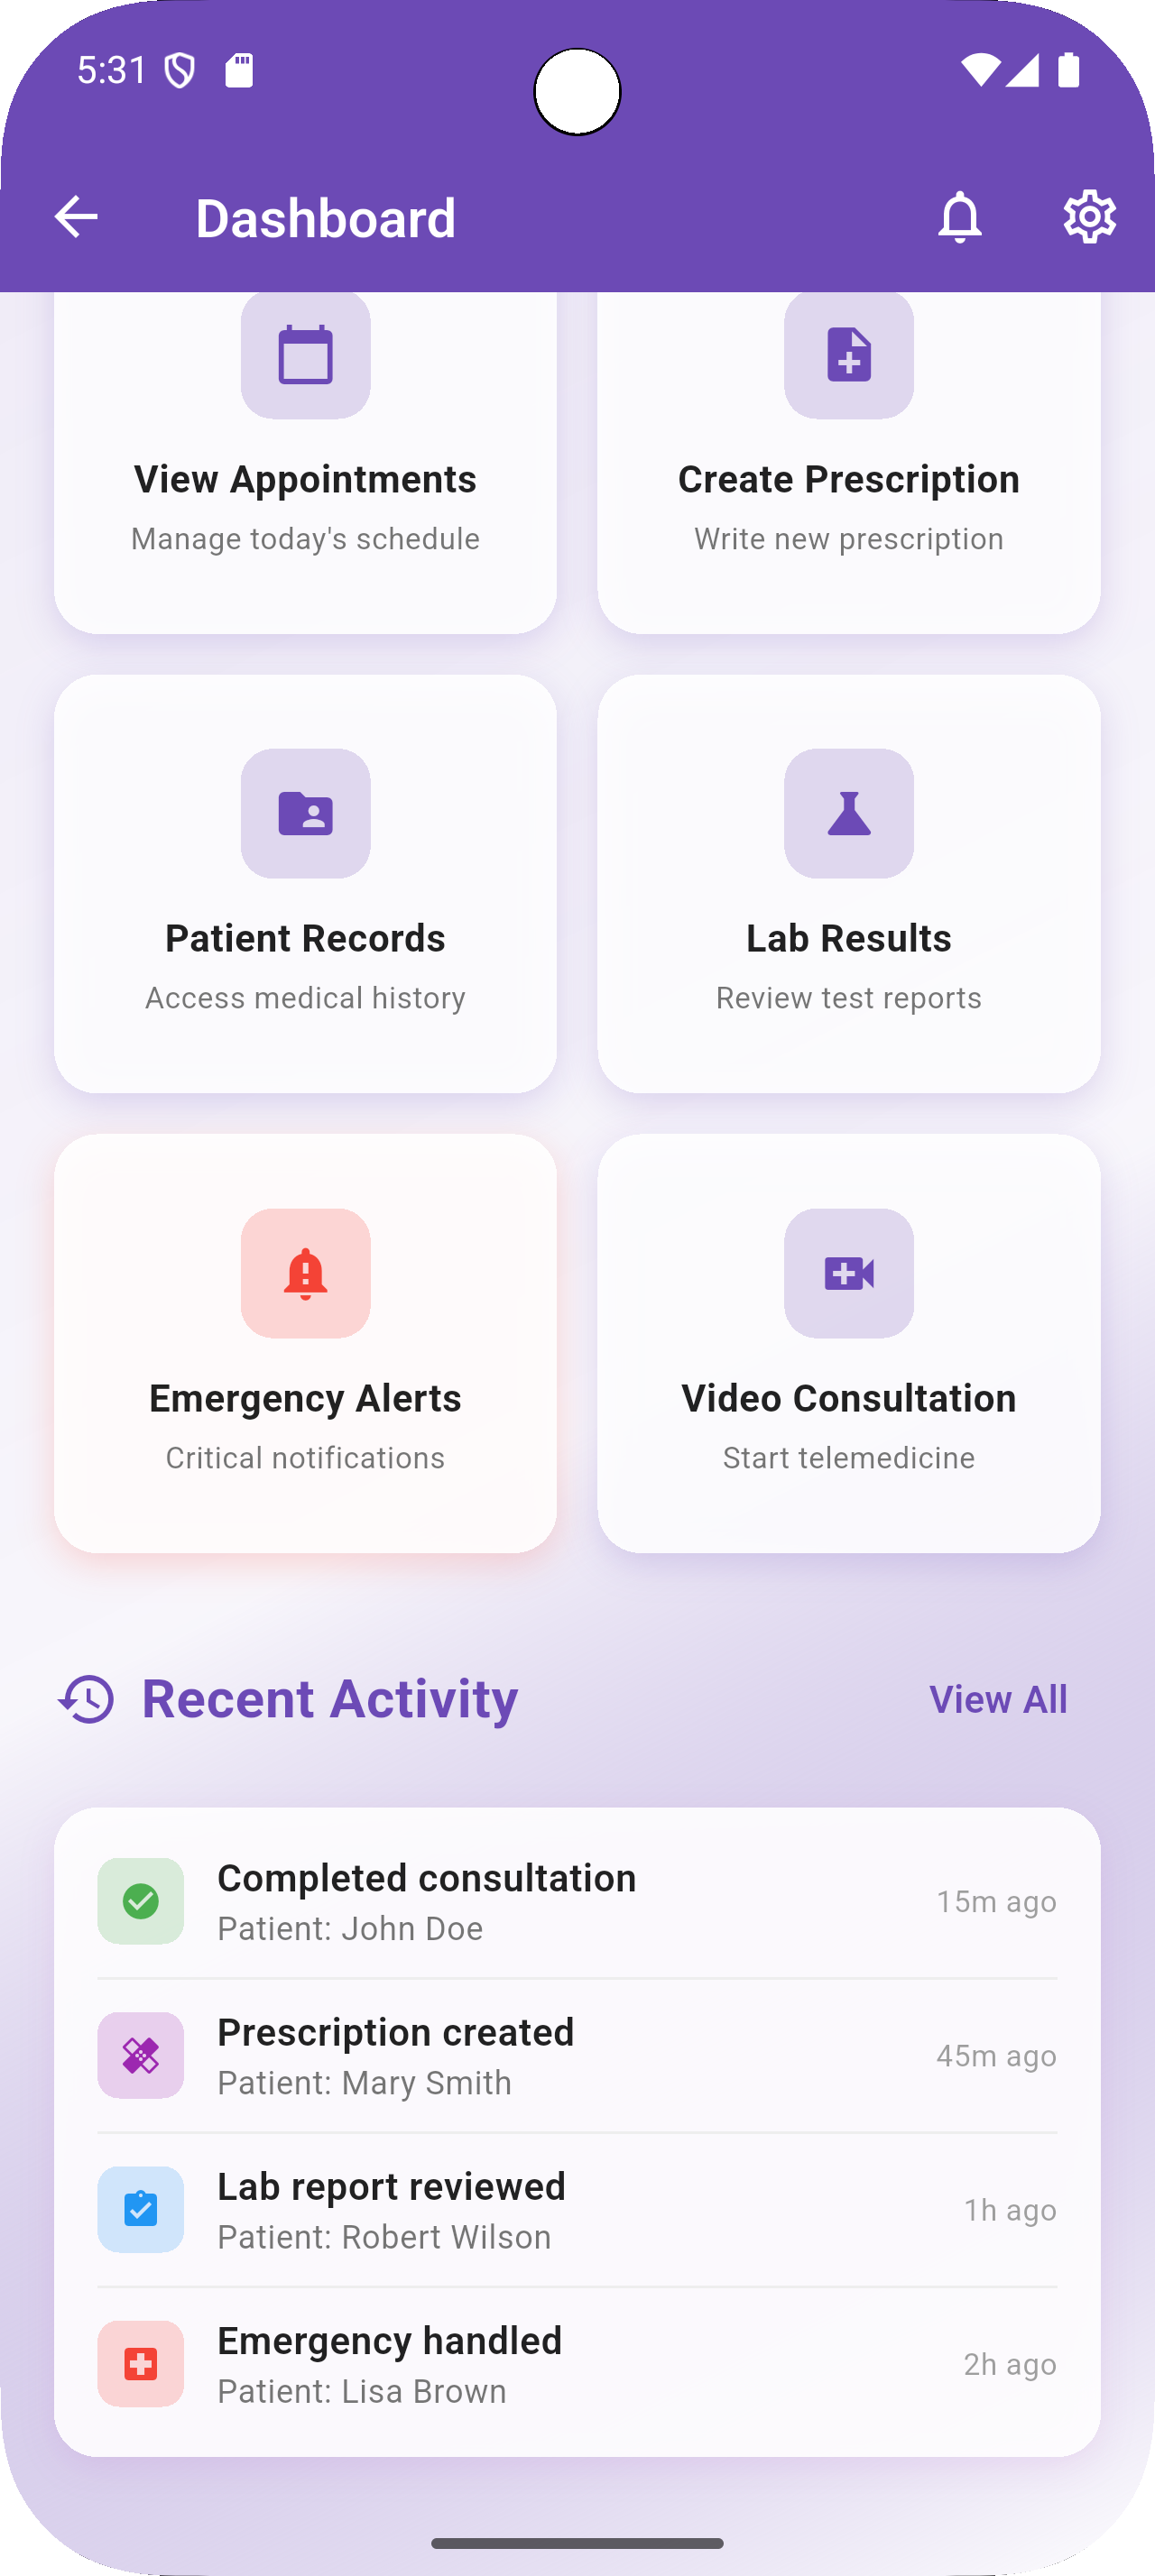 5:31
Dashboard
View Appointments
Manage today's schedule
Create Prescription
Write new prescription
Patient Records
Access medical history
Lab Results
Review test reports
Emergency Alerts
Critical notifications
Video Consultation
Start telemedicine
Recent Activity
View All
Completed consultation
Patient: John Doe
15m ago
Prescription created
Patient: Mary Smith
45m ago
Lab report reviewed
Patient: Robert Wilson
1h ago
Emergency handled
Patient: Lisa Brown
2h ago